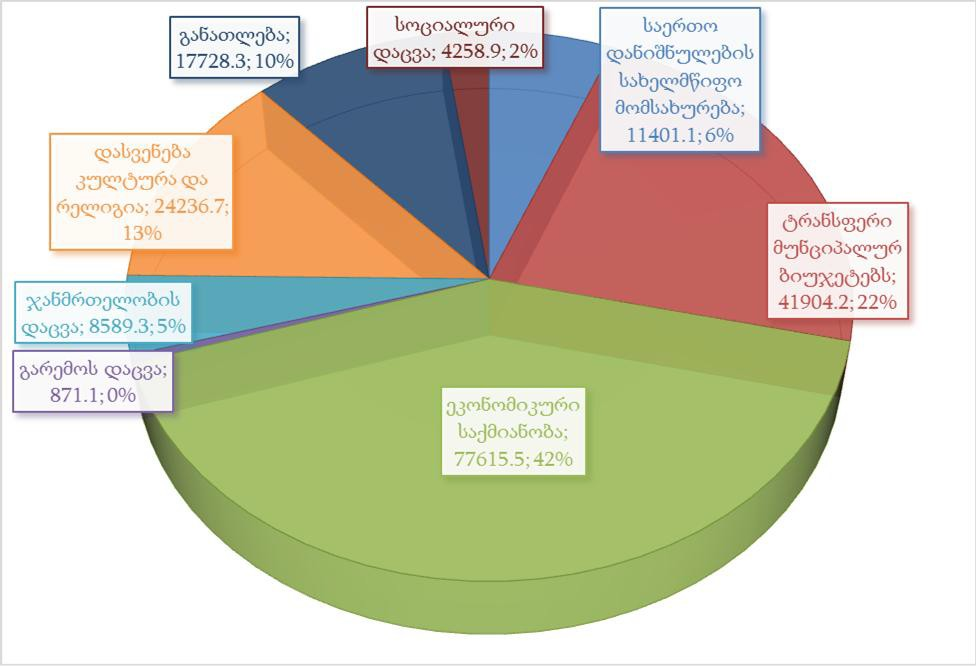 განათლება;
17728.3; 10%
სოციალური
დაცვა; 4258.9; 2%
საერთო
დანიშნულების
სახელმწიფო
მომსახურება;
11401.1; 6%
დასვენება
კულტურა და
რელიგია; 24236.7;
13%
ტრანსფერი
მუნციპალურ
ბიუჯეტებს;
41904.2; 22%
ჯანმრთელობის
დაცვა; 8589.3; 5%
გარემოს დაცვა;
871.1; 0%
ეკონომიკური
საქმიანობა;
77615.5; 42%